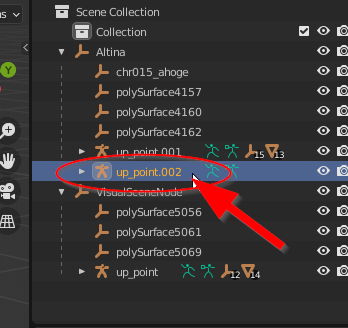 ns
Scene Collection
Collection
Y
Altina
chr015_ahoge
polySurface4157
polySurface4160
polySurface4162
up_point.001 15 13
up_point.002
VisualSceneNode
polySurface5056
polySurface5061
polySurface5069
up_point 12 14